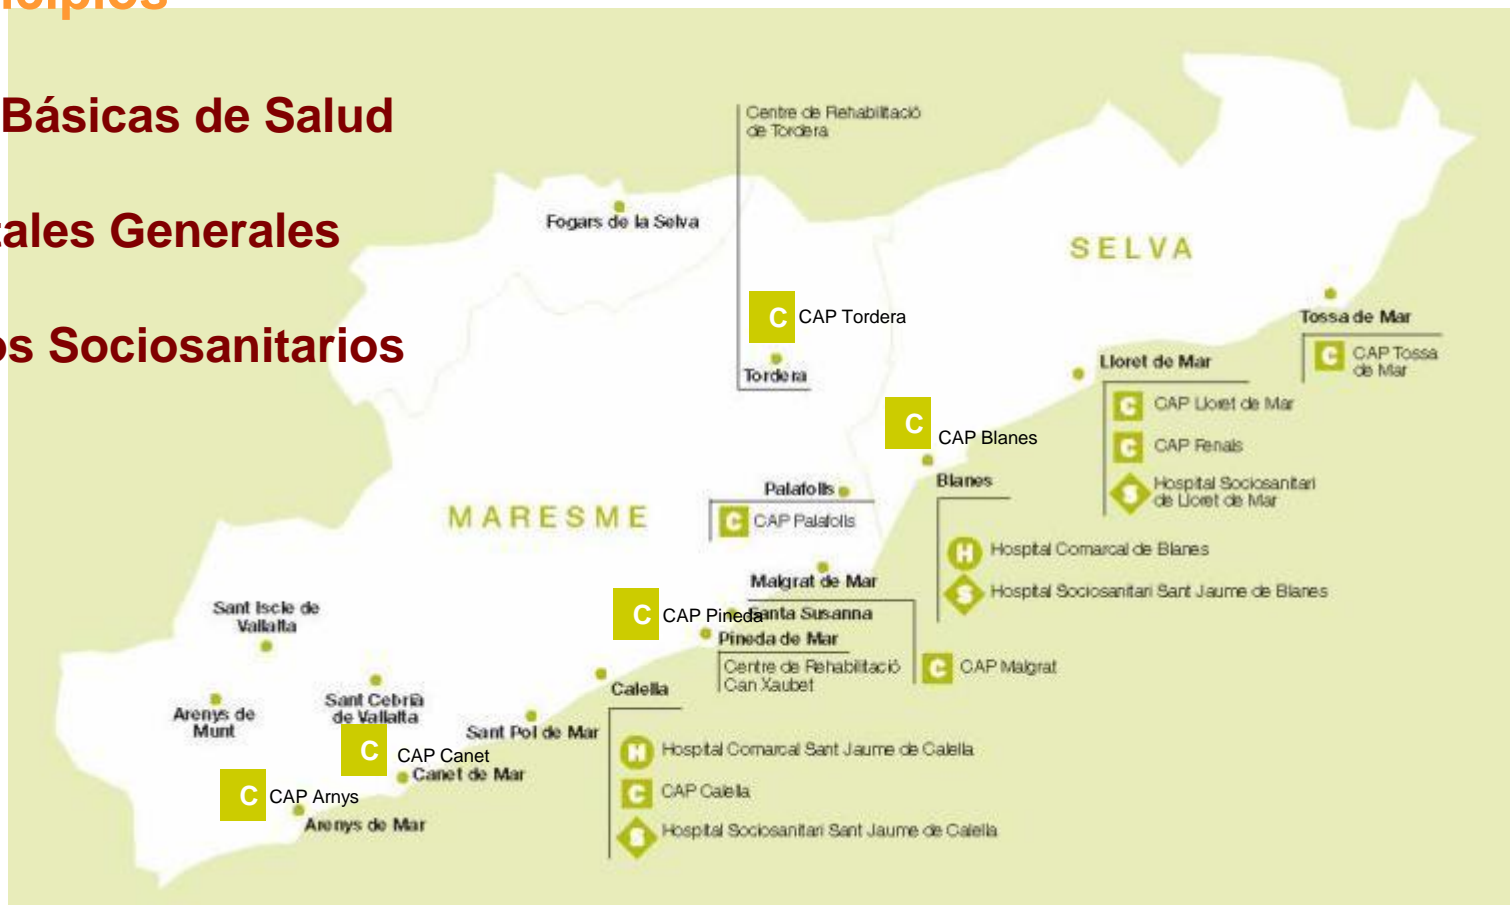 ncipios
Básicas de Salud
tales Generales
os Sociosanitarios
Centre de Rehabilitació
de Tordera
Fogars de la Selva
SELVA
C CAP Tordera
Tordera
Tossa de Mar
C CAP Tossa
de Mar
Lloret de Mar
C CAP Lloret de Mar
C CAP Fenals
S Hospital Sociosanitari
de Lloret de Mar
C CAP Blanes
Blanes
H Hospital Comarcal de Blanes
S Hospital Sociosanitari Sant Jaume de Blanes
Palafolls
C CAP Palafolls
MARESME
Malgrat de Mar
C CAP Malgrat
C CAP Pineda
Santa Susanna
Pineda de Mar
Centre de Rehabilitació
Can Xaubet
Sant Iscle de
Vallalta
Arenys de
Munt
Sant Cebrià
de Vallalta
Sant Pol de Mar
Calella
H Hospital Comarcal Sant Jaume de Calella
C CAP Calella
S Hospital Sociosanitari Sant Jaume de Calella
C CAP Canet
Canet de Mar
C CAP Arnys
Arenys de Mar